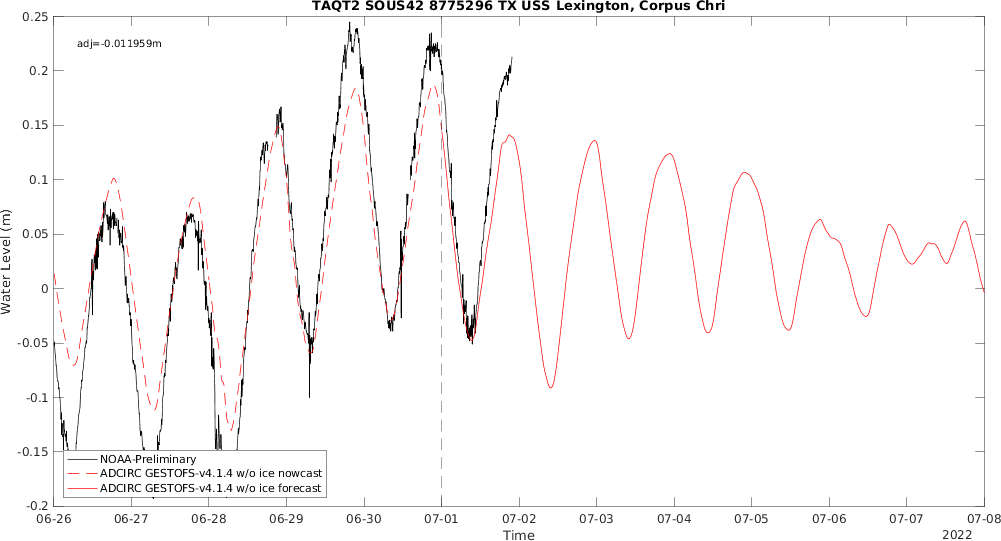 TAQT2 SOUS42 8775296 TX USS Lexington, Corpus Chri
adj=-0.011959m
0.25
0.2
0.15
0.1
0.05
0
-0.05
-0.1
-0.15
-0.2
Water Level (m)
NOAA-Preliminary
ADCIRC GESTOFS-v4.1.4 w/o ice nowcast
ADCIRC GESTOFS-v4.1.4 w/o ice forecast
06-26 06-27 06-28 06-29 06-30 07-01 07-02 07-03 07-04 07-05 07-06 07-07 07-08
Time
2022